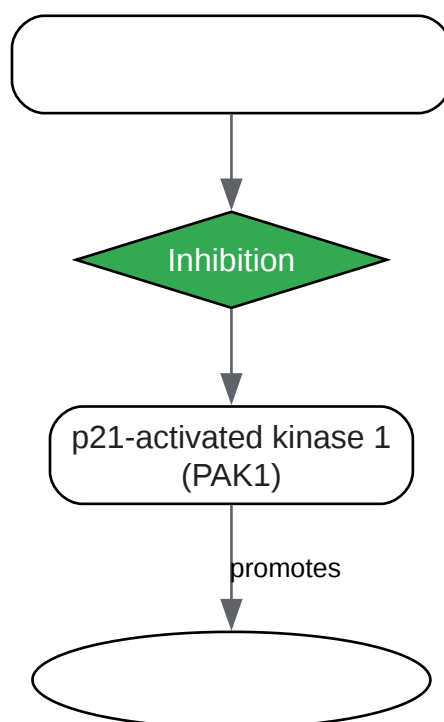 Inhibition
p21-activated kinase 1
(PAK1)
promotes